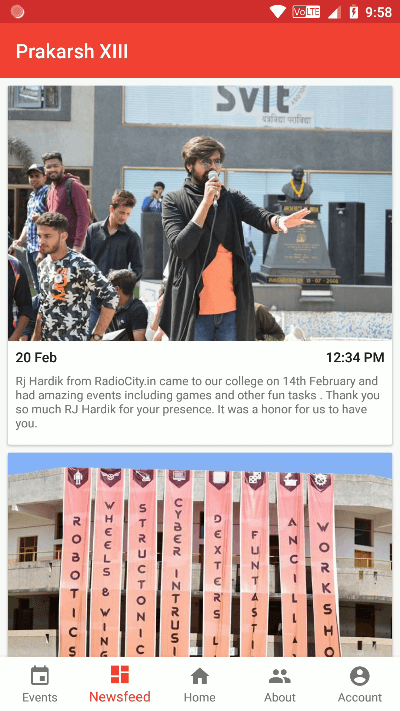 VoLTE
9:58
Prakarsh XIII
svit
20 Feb
12:34 PM
Rj Hardik from RadioCity.in came to our college on 14th February and
had amazing events including games and other fun tasks . Thank you
so much RJ Hardik for your presence. It was a honor for us to have
you.
ROBOTICS
WHEELS & WING
STRUCTONIC
CYBER INTRUSI
DEXTERS LA
FUNTAST
ANCILLA
WORKSHO
Events
Newsfeed
Home
About
Account